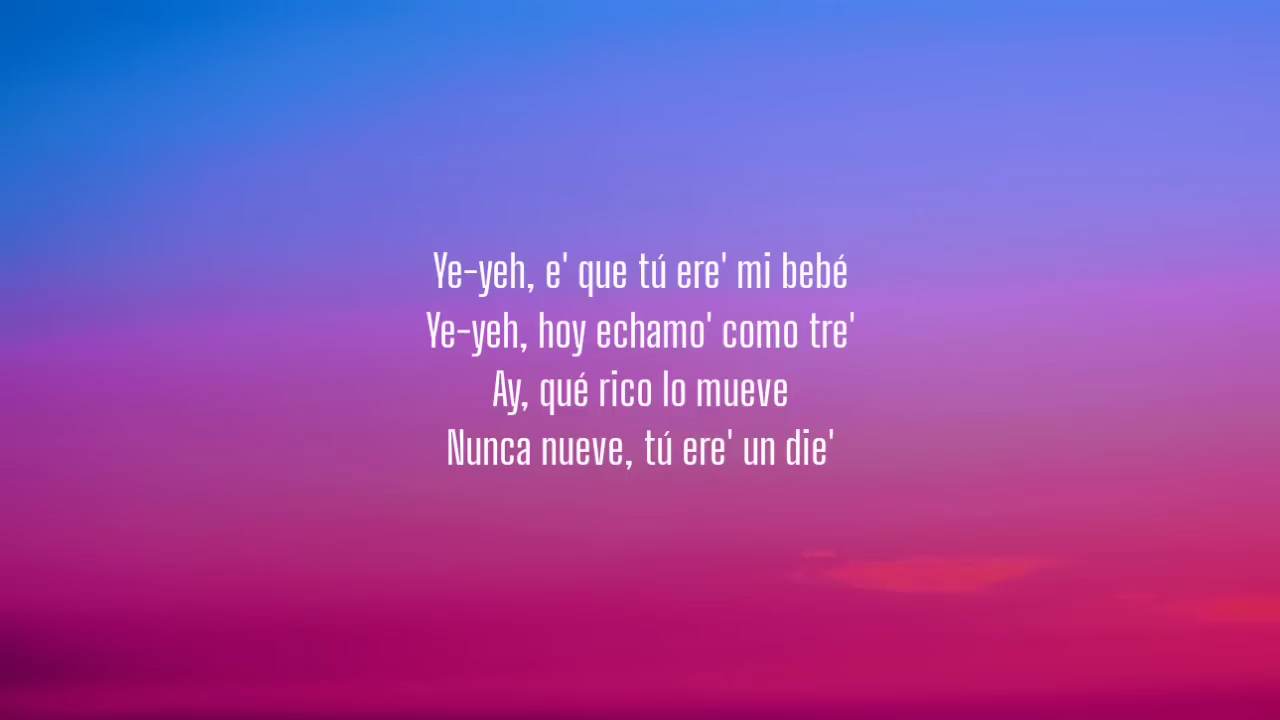 Ye-yeh, e' que tú ere' mi bebé
Ye-yeh, hoy echamo' como tre'
Ay, qué rico lo mueve
Nunca nueve, tú ere' un die'